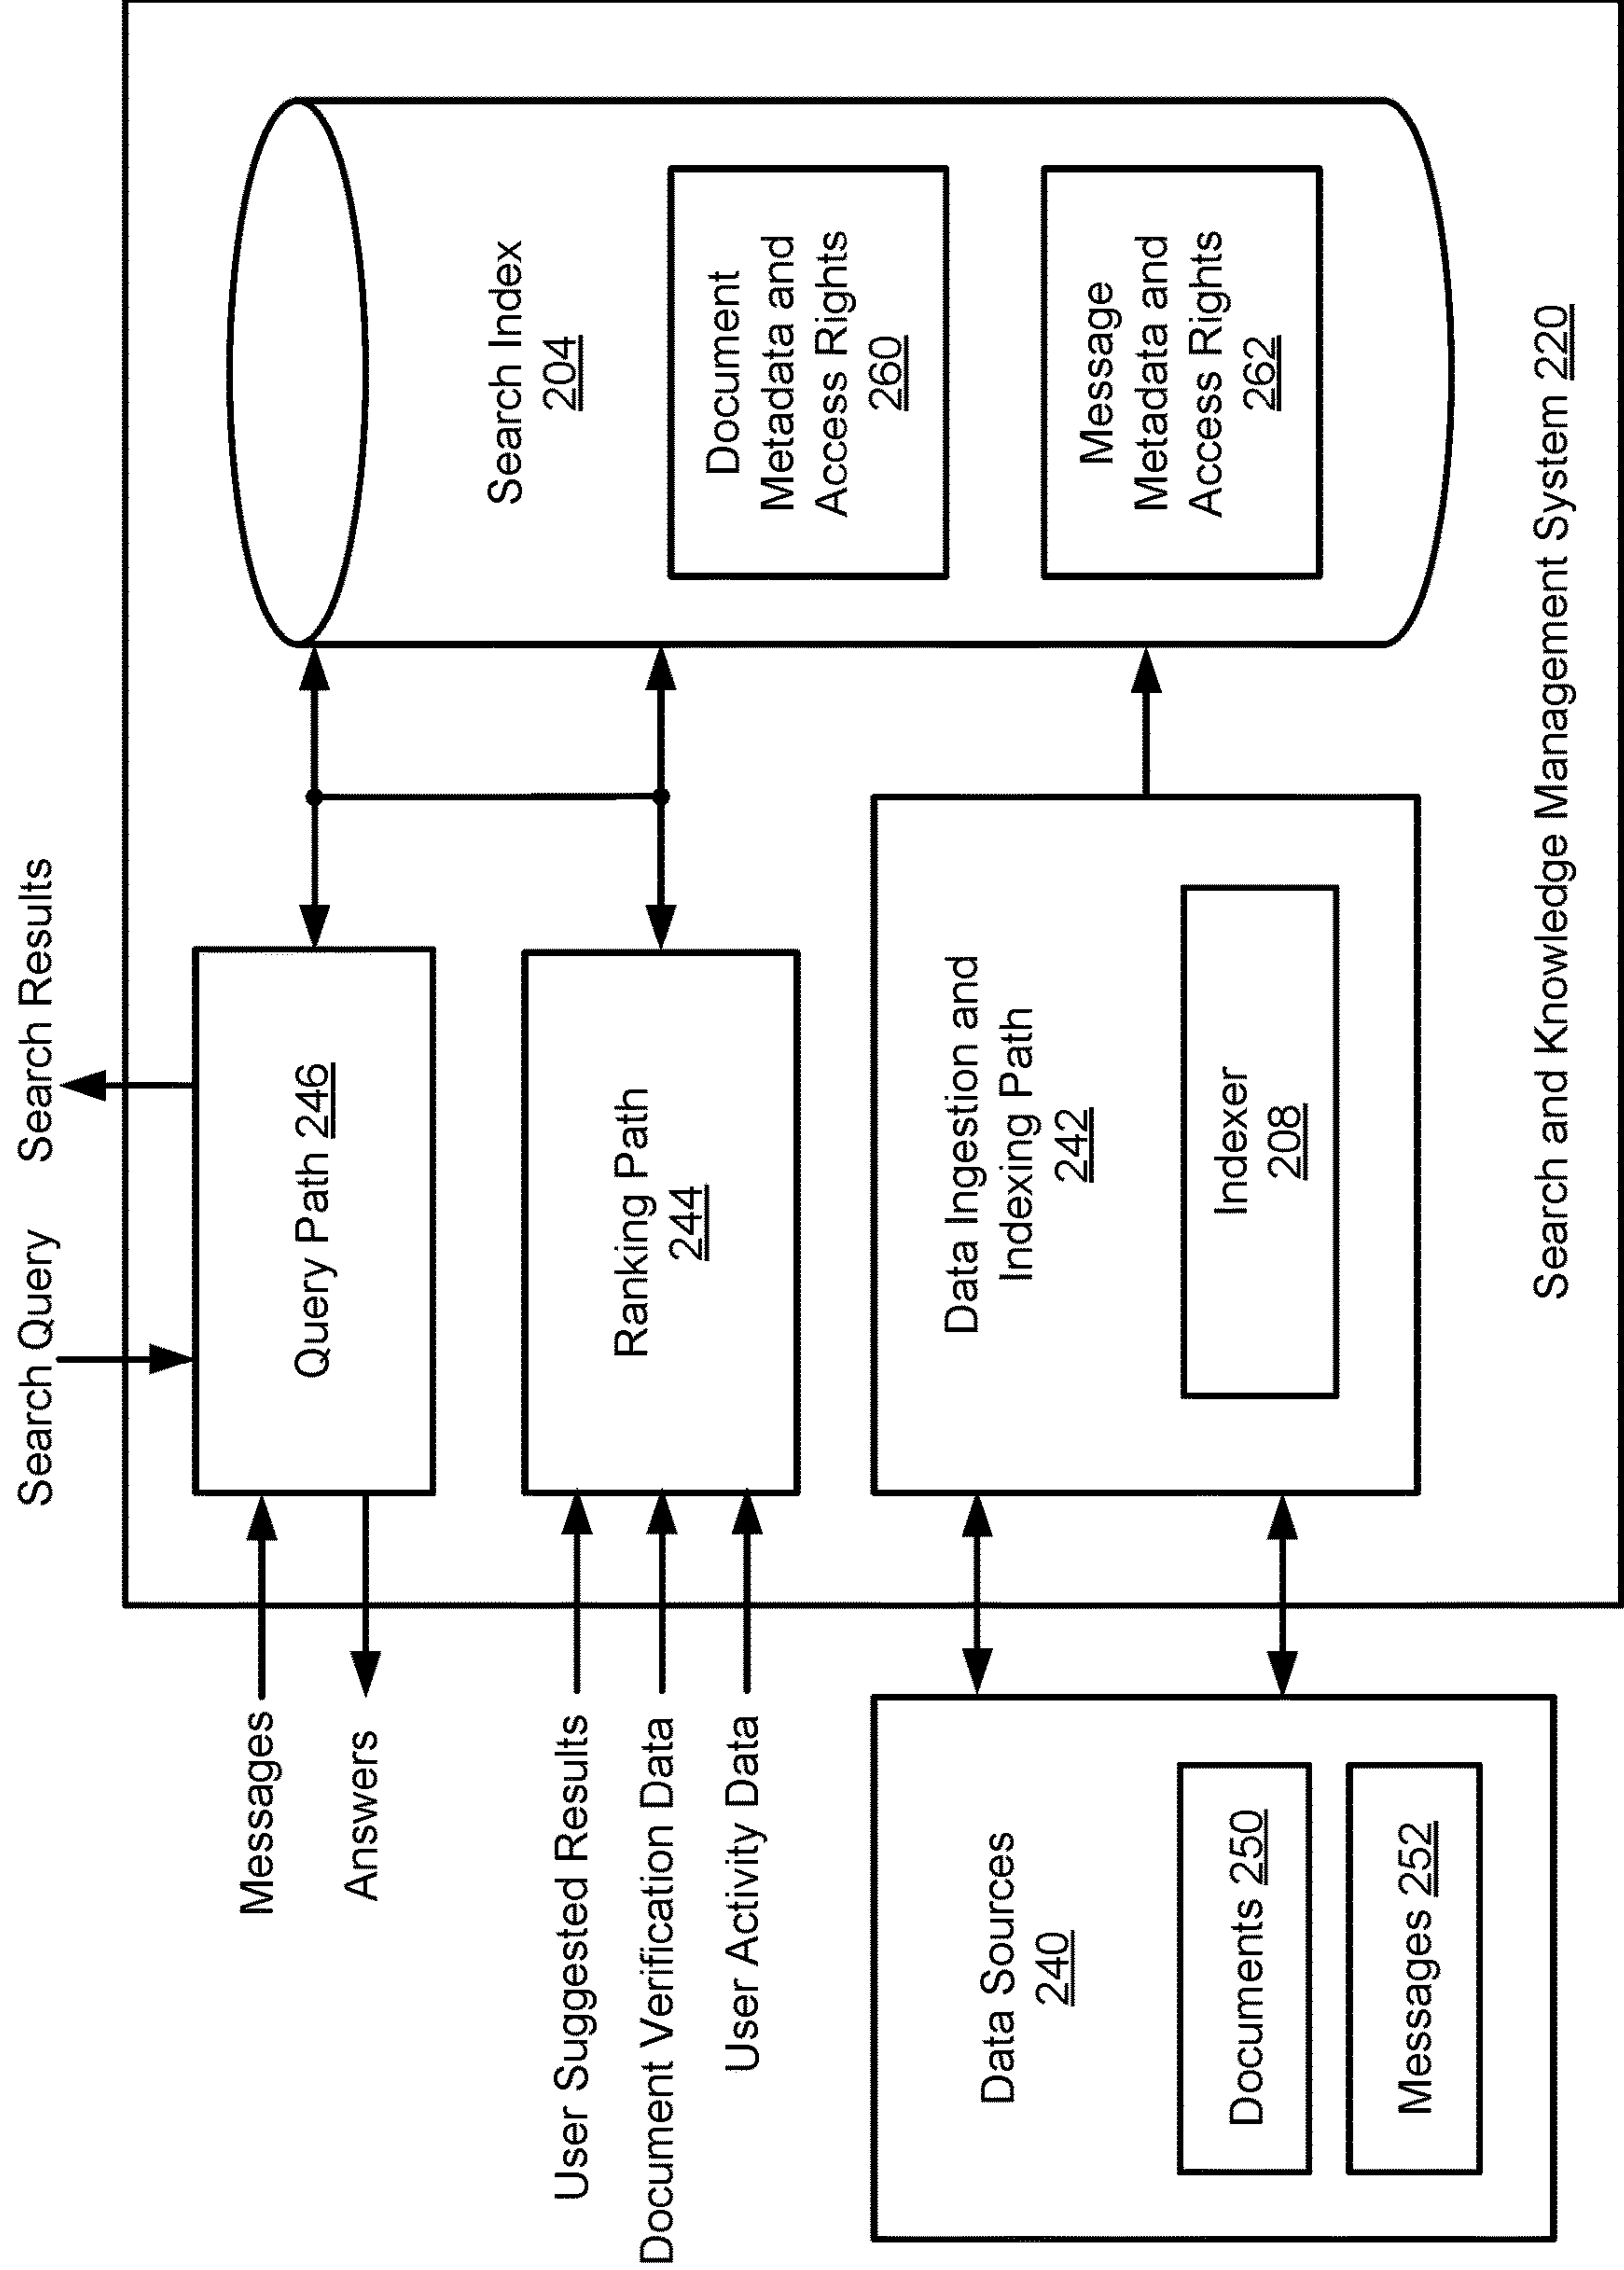 Search Query
Search Results
Messages
Answers
Query Path 246
User Suggested Results
Document Verification Data
User Activity Data
Ranking Path
244
Search Index
204
Document
Metadata and
Access Rights
260
Message
Metadata and
Access Rights
262
Data Sources
240
Documents 250
Messages 252
Data Ingestion and
Indexing Path
242
Indexer
208
Search and Knowledge Management System 220